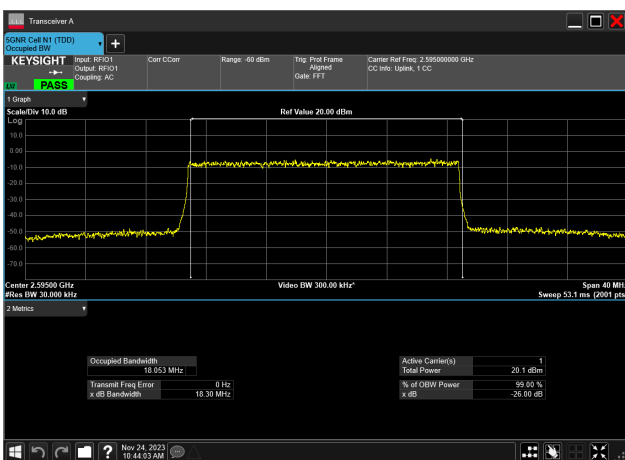 Transceiver A
5GNR Cell N1 (TDD)
Occupied BW
KEYSIGHT
PASS
Input: RFIO1
Output: RFIO1
Coupling: AC
Corr CCorr
Range: -60 dBm
Trig: Prot Frame
Aligned
Gate: FFT
Carrier Ref Freq: 2.595000000 GHz
CC Info: Uplink, 1 CC
1 Graph
Scale/Div 10.0 dB
Ref Value 20.00 dBm
Log
10.0
0.00
-10.0
-20.0
-30.0
-40.0
-50.0
-60.0
-70.0
Center 2.59500 GHz
Video BW 300.00 kHz*
Span 40 MH
#Res BW 30.000 kHz
Sweep 53.1 ms (2001 pts
2 Metrics
Occupied Bandwidth
18.053 MHz
Active Carrier(s) 1
Total Power 20.1 dBm
Transmit Freq Error 0 Hz
x dB Bandwidth 18.30 MHz
% of OBW Power 99.00 %
x dB -26.00 dB
Nov 24, 2023
10:44:03 AM